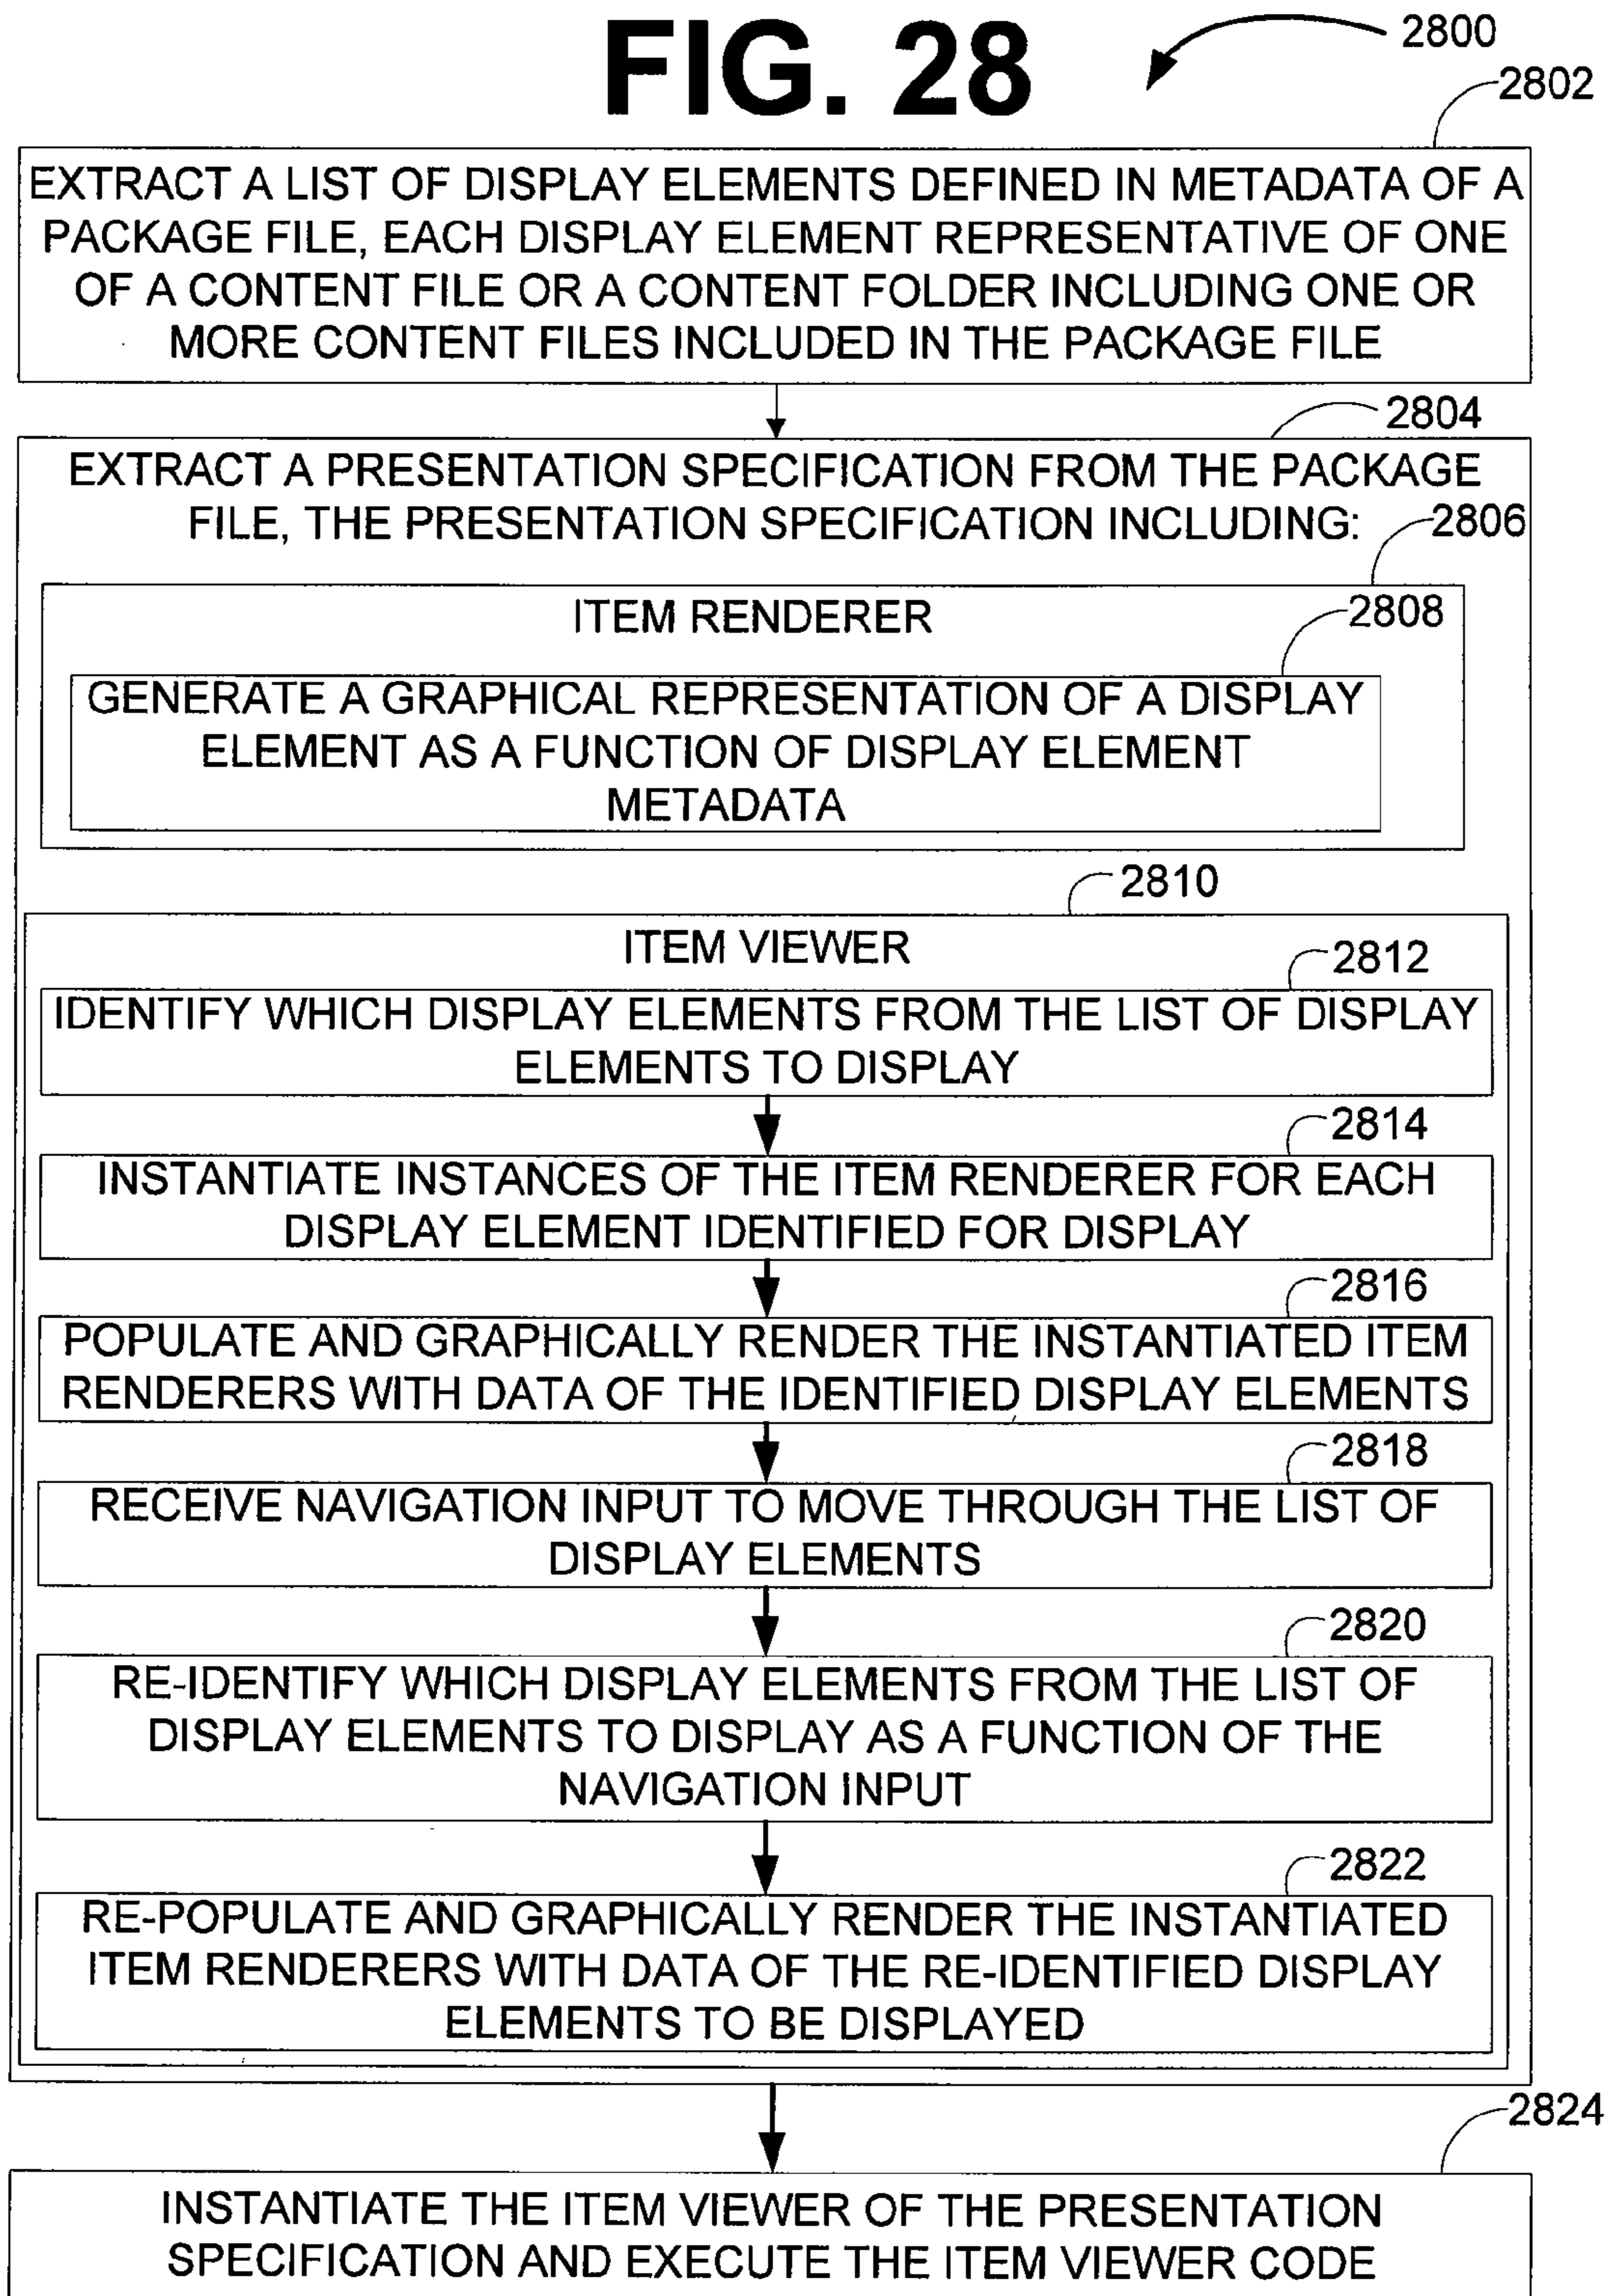 FIG. 28
2800
2802
EXTRACT A LIST OF DISPLAY ELEMENTS DEFINED IN METADATA OF A
PACKAGE FILE, EACH DISPLAY ELEMENT REPRESENTATIVE OF ONE
OF A CONTENT FILE OR A CONTENT FOLDER INCLUDING ONE OR
MORE CONTENT FILES INCLUDED IN THE PACKAGE FILE
2804
EXTRACT A PRESENTATION SPECIFICATION FROM THE PACKAGE
FILE, THE PRESENTATION SPECIFICATION INCLUDING:
2806
ITEM RENDERER
2808
GENERATE A GRAPHICAL REPRESENTATION OF A DISPLAY
ELEMENT AS A FUNCTION OF DISPLAY ELEMENT
METADATA
2810
ITEM VIEWER
2812
IDENTIFY WHICH DISPLAY ELEMENTS FROM THE LIST OF DISPLAY
ELEMENTS TO DISPLAY
2814
INSTANTIATE INSTANCES OF THE ITEM RENDERER FOR EACH
DISPLAY ELEMENT IDENTIFIED FOR DISPLAY
2816
POPULATE AND GRAPHICALLY RENDER THE INSTANTIATED ITEM
RENDERERS WITH DATA OF THE IDENTIFIED DISPLAY ELEMENTS
2818
RECEIVE NAVIGATION INPUT TO MOVE THROUGH THE LIST OF
DISPLAY ELEMENTS
2820
RE-IDENTIFY WHICH DISPLAY ELEMENTS FROM THE LIST OF
DISPLAY ELEMENTS TO DISPLAY AS A FUNCTION OF THE
NAVIGATION INPUT
2822
RE-POPULATE AND GRAPHICALLY RENDER THE INSTANTIATED
ITEM RENDERERS WITH DATA OF THE RE-IDENTIFIED DISPLAY
ELEMENTS TO BE DISPLAYED
2824
INSTANTIATE THE ITEM VIEWER OF THE PRESENTATION
SPECIFICATION AND EXECUTE THE ITEM VIEWER CODE